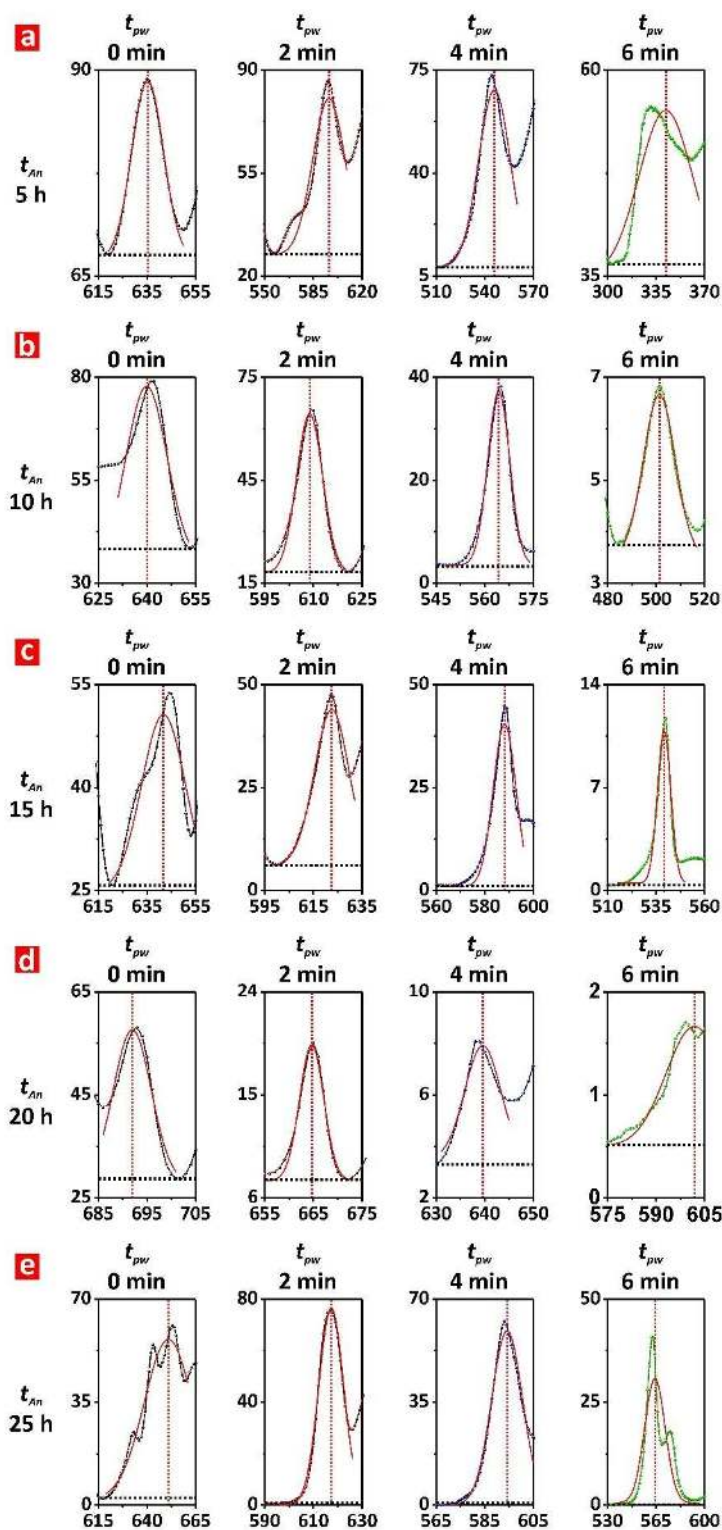 a
t_pw t_pw t_pw t_pw
0 min 2 min 4 min 6 min
90 90 75 60
t_An 55 40
5 h
65 20 5 35
615 635 655 550 585 620 510 540 570 300 335 370
b
t_pw t_pw t_pw t_pw
0 min 2 min 4 min 6 min
80 75 40 7
t_An 55 45 20 5
10 h
30 15 0 3
625 640 655 595 610 625 545 560 575 480 500 520
c
t_pw t_pw t_pw t_pw
0 min 2 min 4 min 6 min
55 50 50 14
t_An 40 25 25 7
15 h
25 0 0 0
615 635 655 595 615 635 560 580 600 510 535 560
d
t_pw t_pw t_pw t_pw
0 min 2 min 4 min 6 min
65 24 10 2
t_An 45 15 6 1
20 h
25 6 2 0
685 695 705 655 665 675 630 640 650 575 590 605
e
t_pw t_pw t_pw t_pw
0 min 2 min 4 min 6 min
70 80 70 50
t_An 35 40 35 25
25 h
0 0 0 0
615 640 665 590 610 630 565 585 605 530 565 600